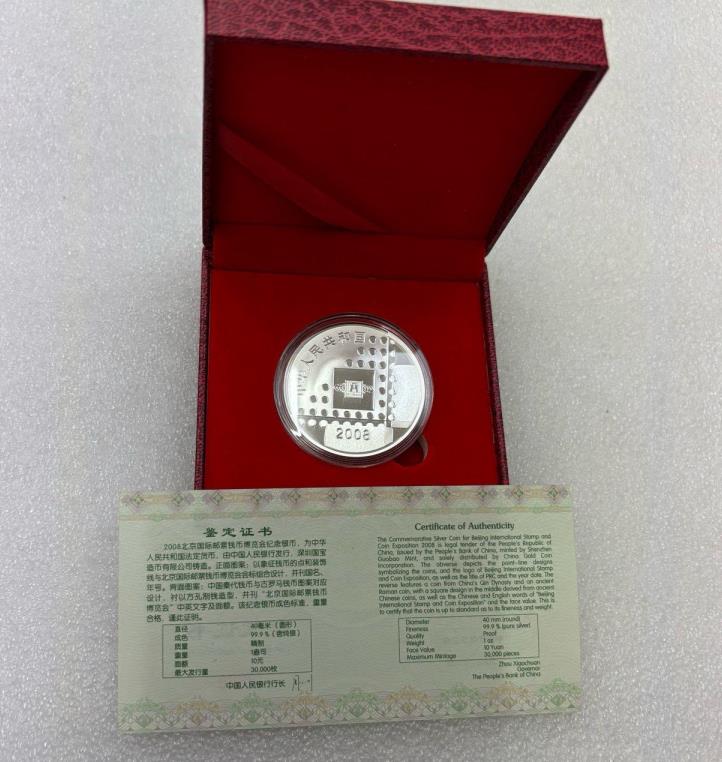 中华人民共和国
2008
鉴定证书
2008北京国际邮票钱币博览会纪念银币，为中华
人民共和国法定货币，由中国人民银行发行，深圳国宝
造币有限公司铸造。正面图案：以象征钱币的点和装饰
线与北京国际邮票钱币博览会会标组合设计，并刊国名、
年号。背面图案：中国秦代钱币与古罗马钱币图案对应
设计，衬以方孔制钱造型，并刊“北京国际邮票钱币
博览会”中英文字及面额。该纪念银币成色标准，重量
合格，谨此证明。
直径 40毫米（圆形）
成色 99.9%（密纯银）
质量 精制
重量 1盎司
面额 10元
最大发行量 30,000枚
中国人民银行行长
Certificate of Authenticity
The Commemorative Silver Coin for Beijing International Stamp and
Coin Exposition 2008 is legal tender of the People's Republic of
China, issued by the People's Bank of China, minted by Shenzhen
Guobao Mint, and solely distributed by China Gold Coin
Incorporation. The obverse depicts the point-line designs
symbolizing the coins, and the logo of Beijing International Stamp
and Coin Exposition, as well as the title of PRC and the year date. The
reverse features a coin from China's Qin Dynasty and an ancient
Roman coin, with a square design in the middle derived from ancient
Chinese coins, as well as the Chinese and English words of "Beijing
International Stamp and Coin Exposition" and the face value. This is
to certify that the coin is up to standard as to its fineness and weight.
Diameter 40 mm (round)
Fineness 99.9% (pure silver)
Quality Proof
Weight 1 oz
Face Value 10 Yuan
Maximum Mintage 30,000 pieces
Zhou Xiaochuan
Governor
The People's Bank of China